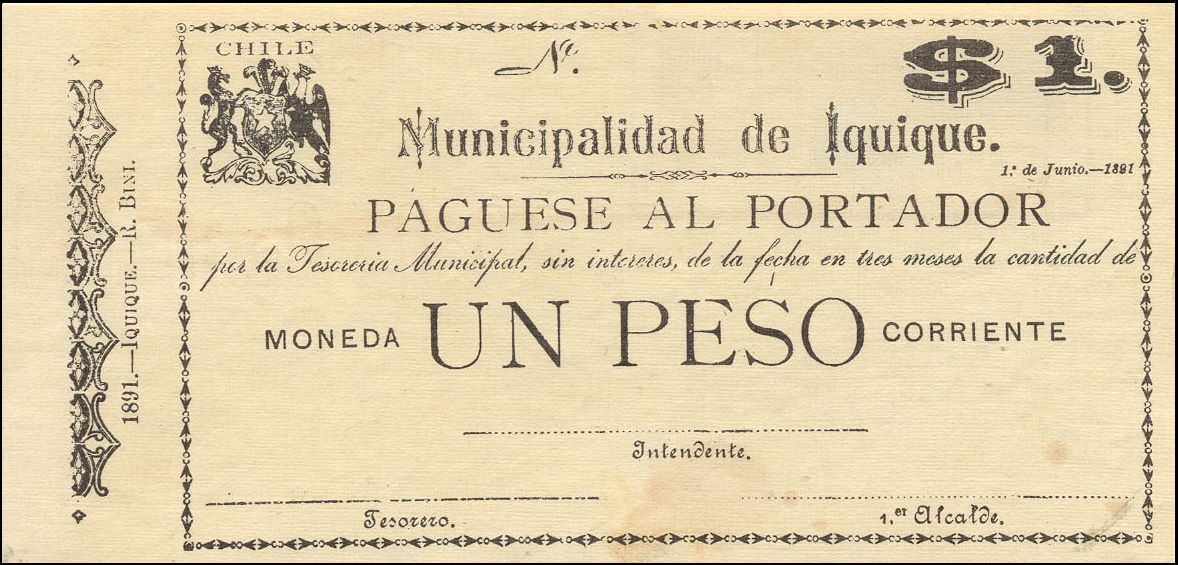 CHILE
Nº.
$ 1.
Municipalidad de Iquique.
1.º de Junio.—1891
PÁGUESE AL PORTADOR
por la Tesoreria Municipal, sin intereres, de la fecha en tres meses la cantidad de
MONEDA UN PESO CORRIENTE
Intendente.
Tesorero.
1.er Alcalde.
1891.—IQUIQUE.—R. BINI.